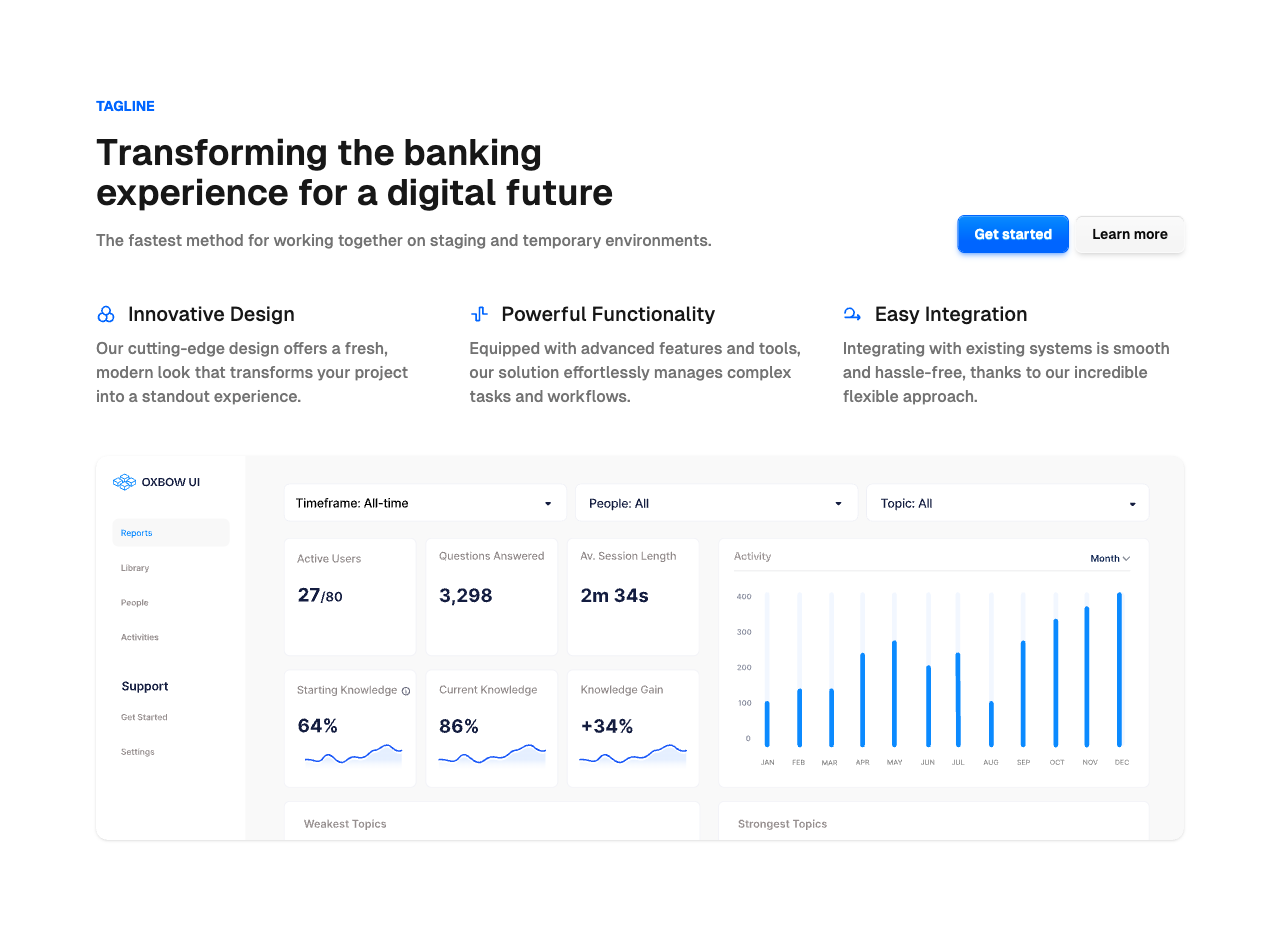 TAGLINE
Transforming the banking
experience for a digital future
The fastest method for working together on staging and temporary environments.
Get started
Learn more
Innovative Design
Our cutting-edge design offers a fresh,
modern look that transforms your project
into a standout experience.
Powerful Functionality
Equipped with advanced features and tools,
our solution effortlessly manages complex
tasks and workflows.
Easy Integration
Integrating with existing systems is smooth
and hassle-free, thanks to our incredible
flexible approach.
OXBOW UI
Reports
Library
People
Activities
Support
Get Started
Settings
Timeframe: All-time
People: All
Topic: All
Active Users
27/80
Questions Answered
3,298
Av. Session Length
2m 34s
Starting Knowledge
64%
Current Knowledge
86%
Knowledge Gain
+34%
Activity
Month
400
300
200
100
0
JAN FEB MAR APR MAY JUN JUL AUG SEP OCT NOV DEC
Weakest Topics
Strongest Topics